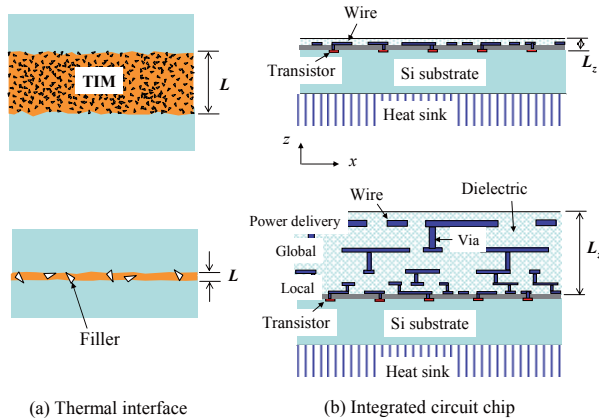 TIM
L
Wire
L_z
Transistor
Si substrate
Heat sink
z
x
L
Filler
Wire
Dielectric
Power delivery
Via
Global
L_z
Local
Transistor
Si substrate
Heat sink
(a) Thermal interface
(b) Integrated circuit chip